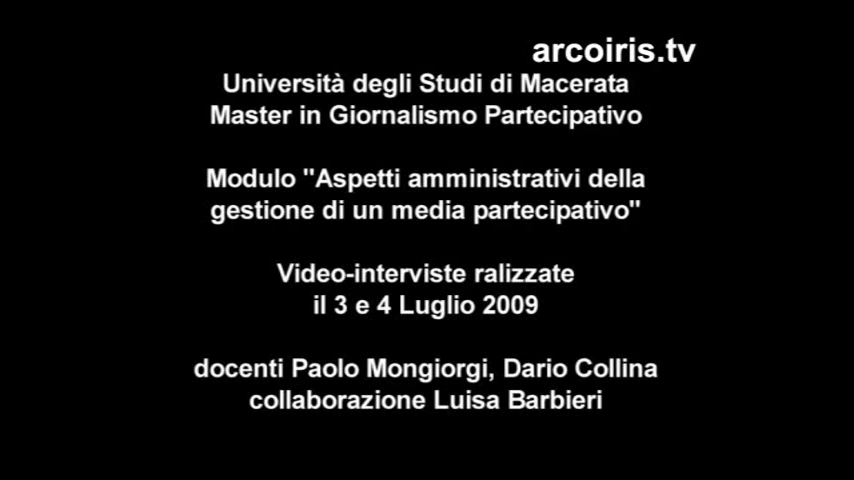 arcoiris.tv
Università degli Studi di Macerata
Master in Giornalismo Partecipativo
Modulo "Aspetti amministrativi della
gestione di un media partecipativo"
Video-interviste ralizzate
il 3 e 4 Luglio 2009
docenti Paolo Mongiorgi, Dario Collina
collaborazione Luisa Barbieri